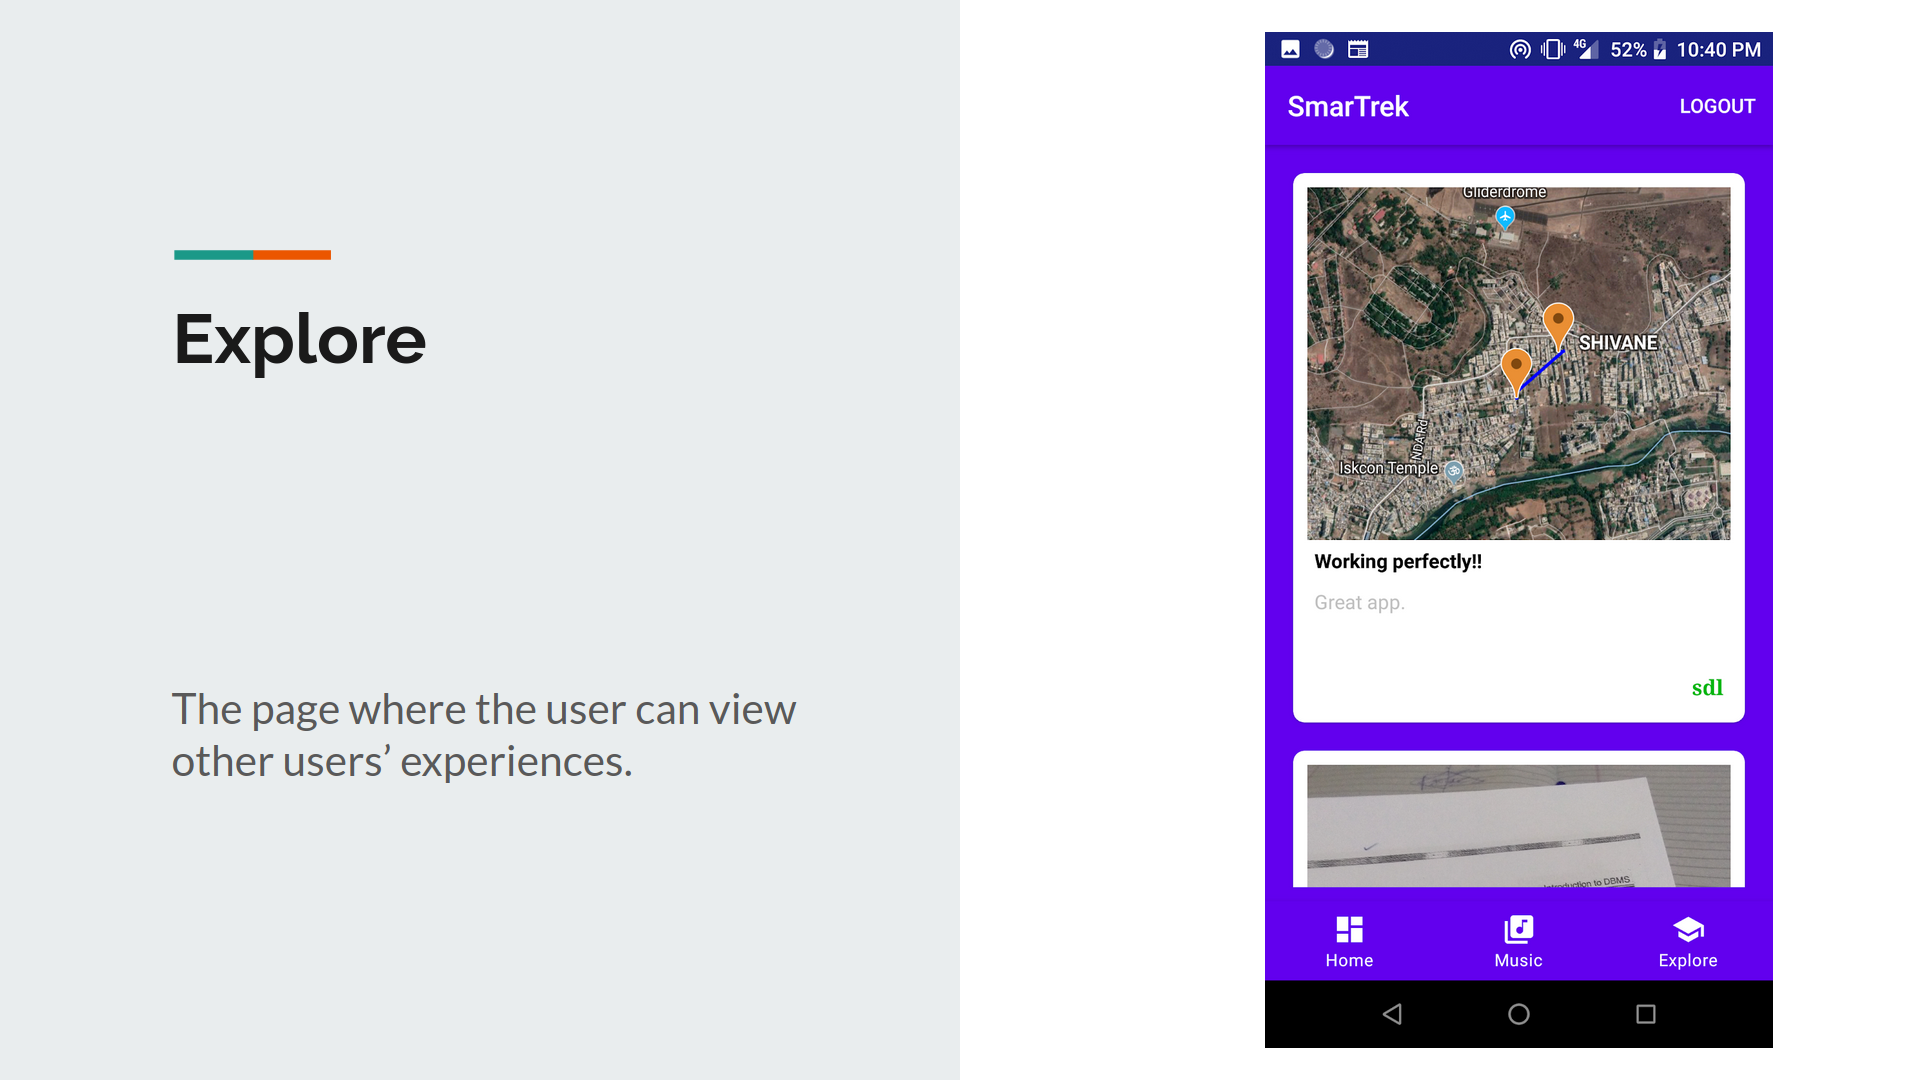 Explore
The page where the user can view
other users’ experiences.
4G 52% 10:40 PM
SmarTrek LOGOUT
Gliderdrome
SHIVANE
NDA Rd
Iskcon Temple
Working perfectly!!
Great app.
sdl
Introduction to DBMS
Home Music Explore